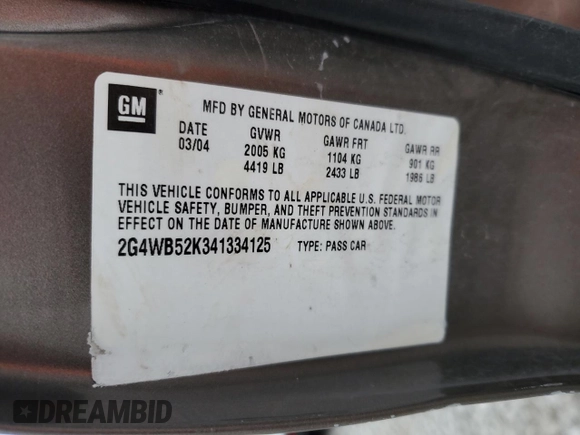 GM
MFD BY GENERAL MOTORS OF CANADA LTD.
DATE GVWR GAWR FRT GAWR RR
03/04 2005 KG 1104 KG 901 KG
4419 LB 2433 LB 1986 LB
THIS VEHICLE CONFORMS TO ALL APPLICABLE U.S. FEDERAL MOTOR
VEHICLE SAFETY, BUMPER, AND THEFT PREVENTION STANDARDS IN
EFFECT ON THE DATE OF MANUFACTURE SHOWN ABOVE.
2G4WB52K341334125 TYPE: PASS CAR
DREAMBID